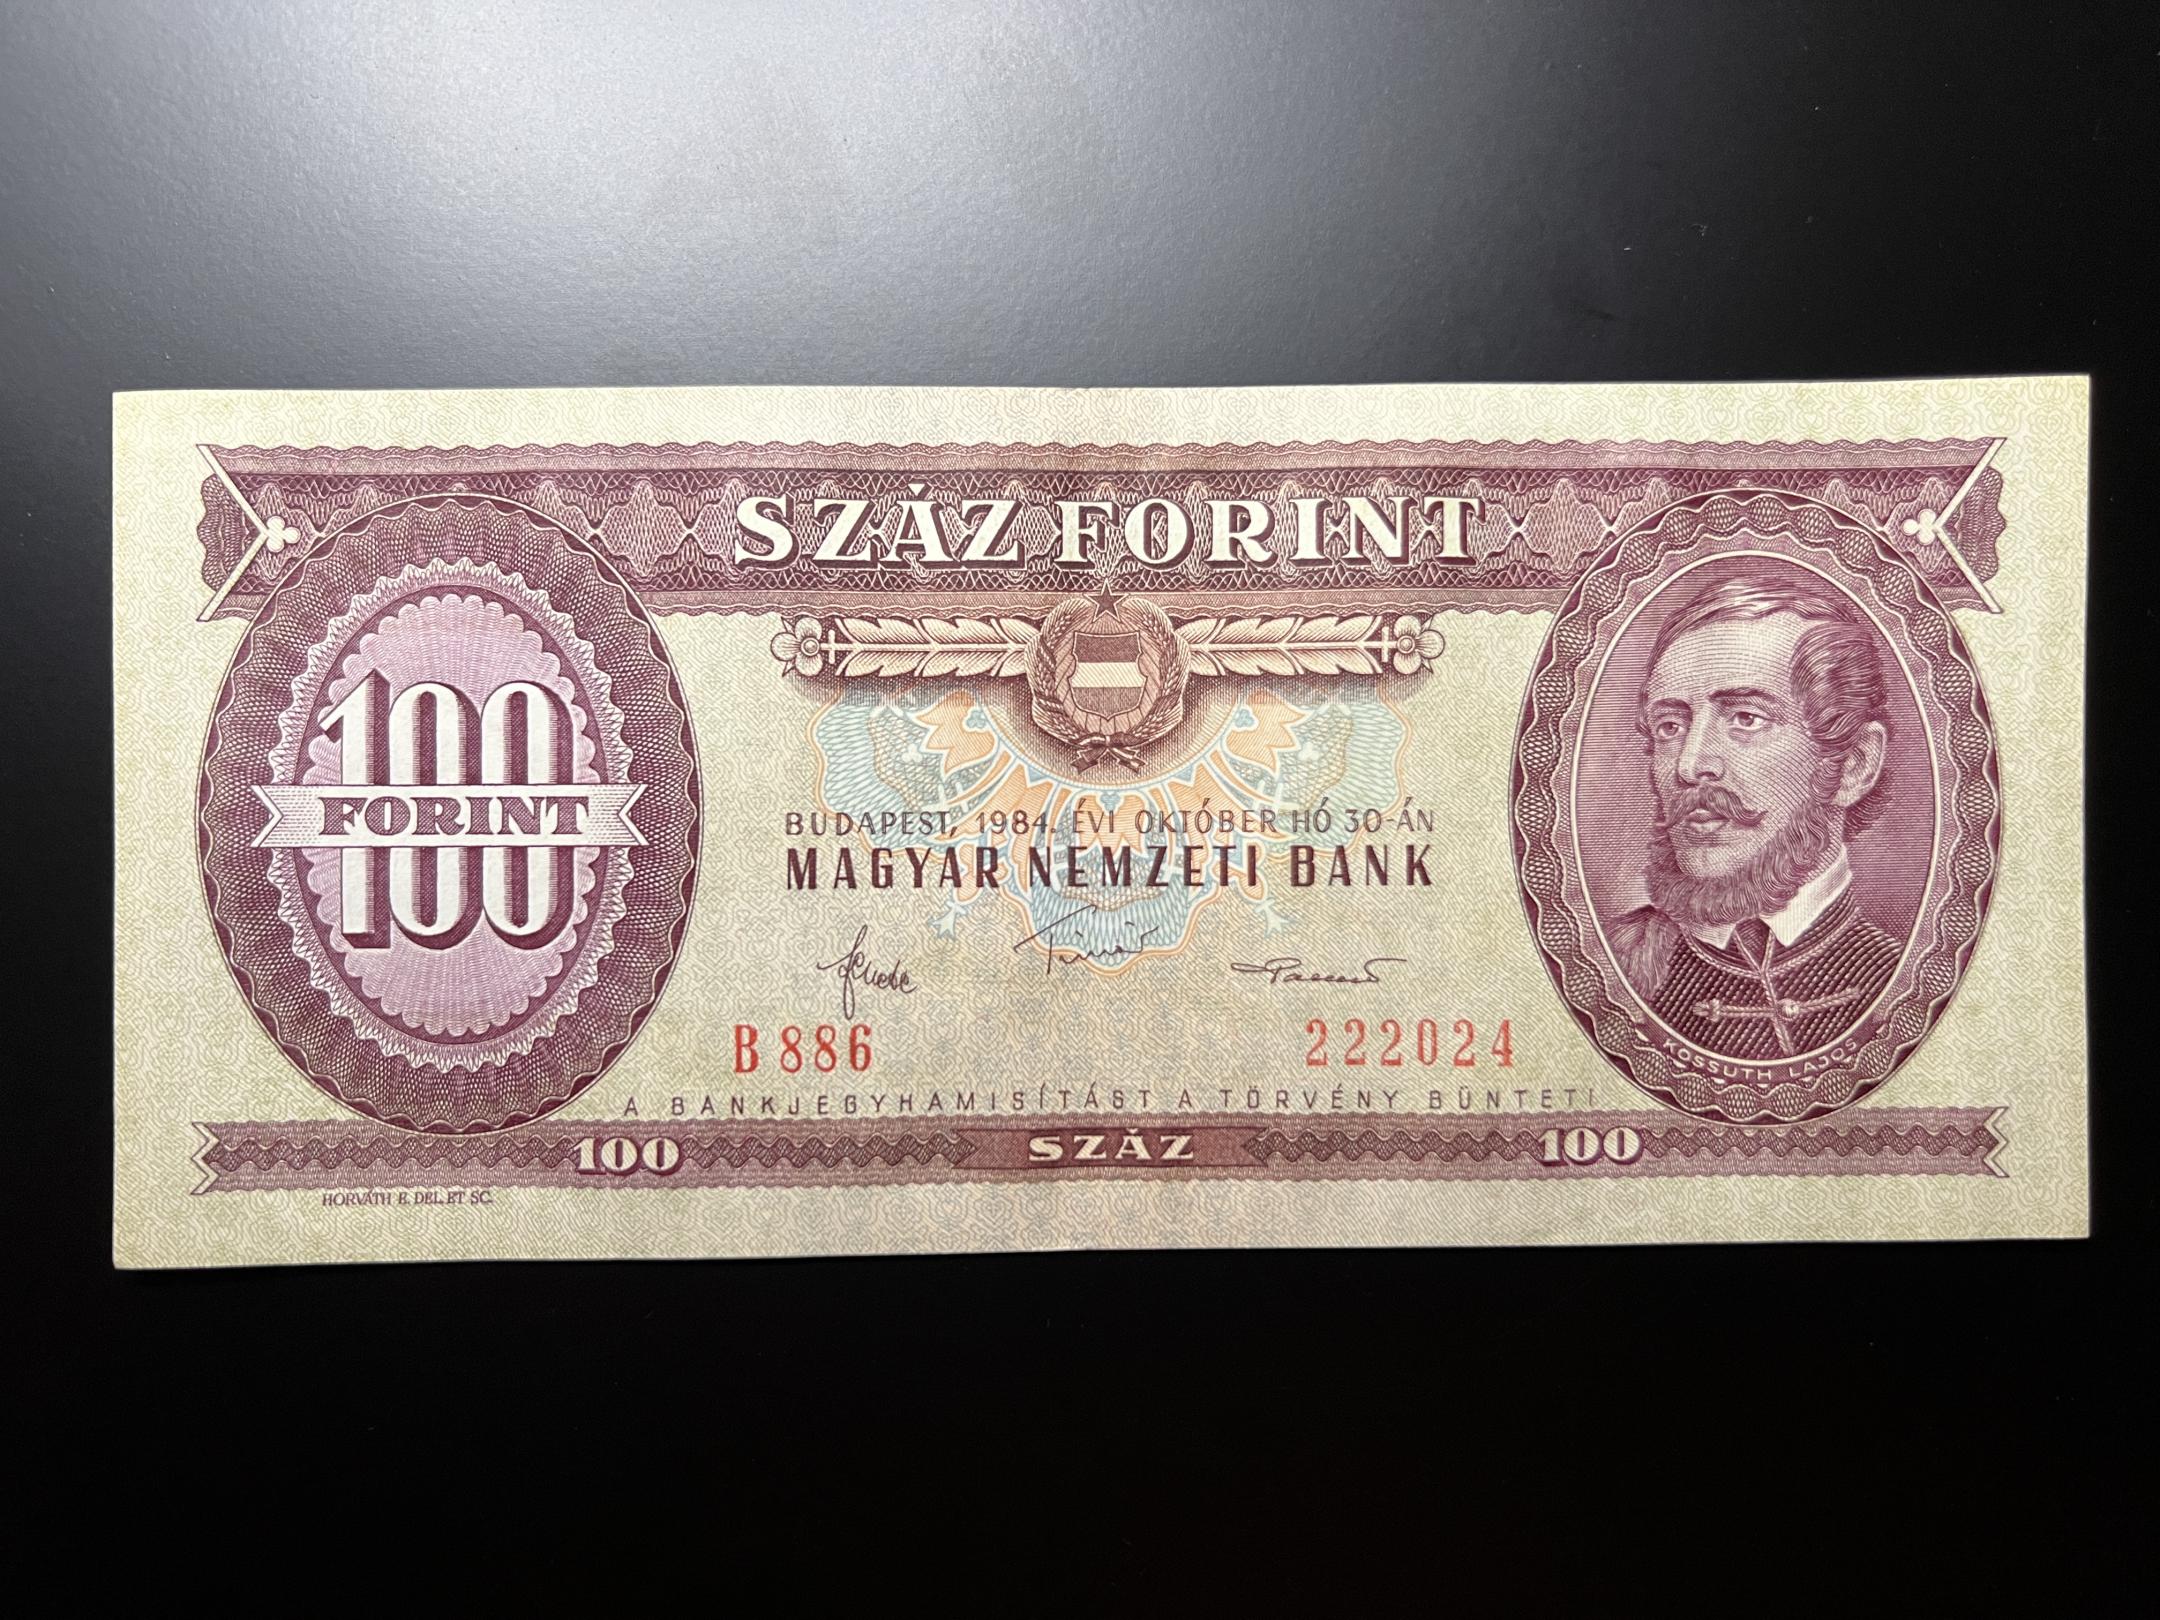 SZÁZ FORINT
100
FORINT
100
BUDAPEST, 1984. ÉVI OKTÓBER HÓ 30-ÁN
MAGYAR NEMZETI BANK
B 886
222024
KOSSUTH LAJOS
A BANKJEGYHAMISÍTÁST A TÖRVÉNY BÜNTETI
100 SZÁZ 100
HORVÁTH E. DEL. ET SC.